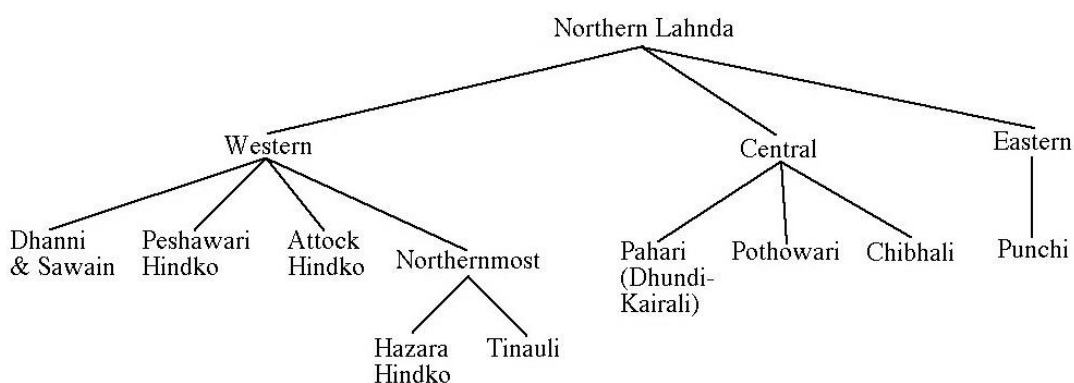 Northern Lahnda
Western
Central
Eastern
Dhanni
& Sawain
Peshawari
Hindko
Attock
Hindko
Northernmost
Pahari
(Dhundi-
Kairali)
Pothowari
Chibhali
Punchi
Hazara
Hindko
Tinauli